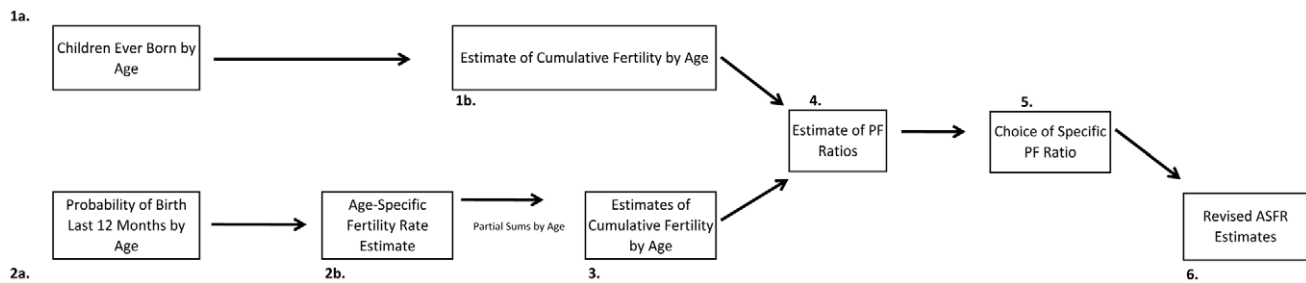 1a.
Children Ever Born by
Age
Estimate of Cumulative Fertility by Age
1b.
4.
Estimate of PF
Ratios
5.
Choice of Specific
PF Ratio
Probability of Birth
Last 12 Months by
Age
2a.
Age-Specific
Fertility Rate
Estimate
2b.
Partial Sums by Age
Estimates of
Cumulative Fertility
by Age
3.
Revised ASFR
Estimates
6.